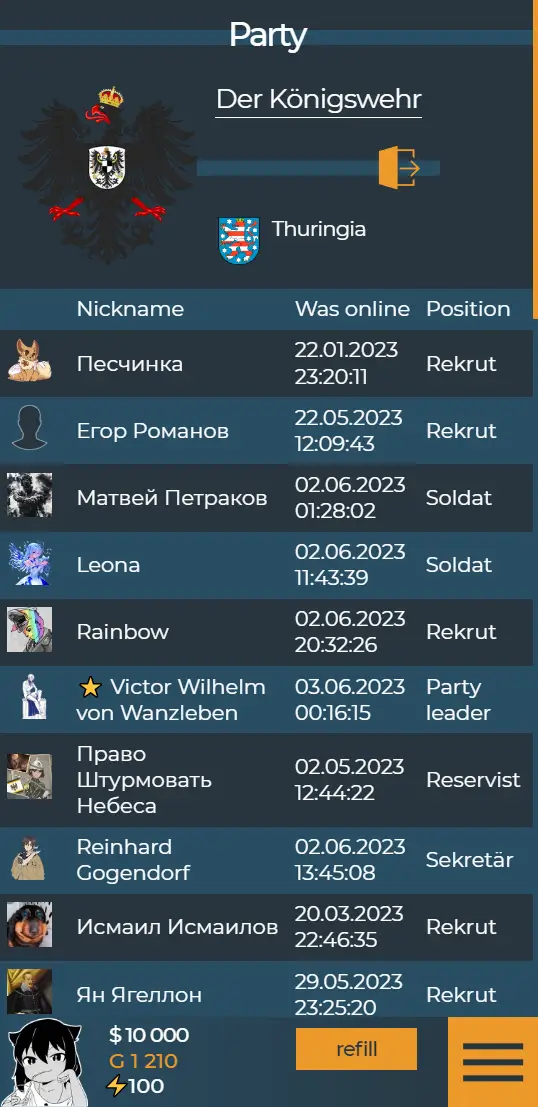 Party
Der Königswehr
Thuringia
Nickname Was online Position
Песчинка 22.01.2023 23:20:11 Rekrut
Егор Романов 22.05.2023 12:09:43 Rekrut
Матвей Петраков 02.06.2023 01:28:02 Soldat
Leona 02.06.2023 11:43:39 Soldat
Rainbow 02.06.2023 20:32:26 Rekrut
Victor Wilhelm von Wanzleben 03.06.2023 00:16:15 Party leader
Право Штурмовать Небеса 02.05.2023 12:44:22 Reservist
Reinhard Gogendorf 02.06.2023 13:45:08 Sekretär
Исмаил Исмаилов 20.03.2023 22:46:35 Rekrut
Ян Ягеллон 29.05.2023 23:25:20 Rekrut
$ 10 000
G 1 210
100
refill